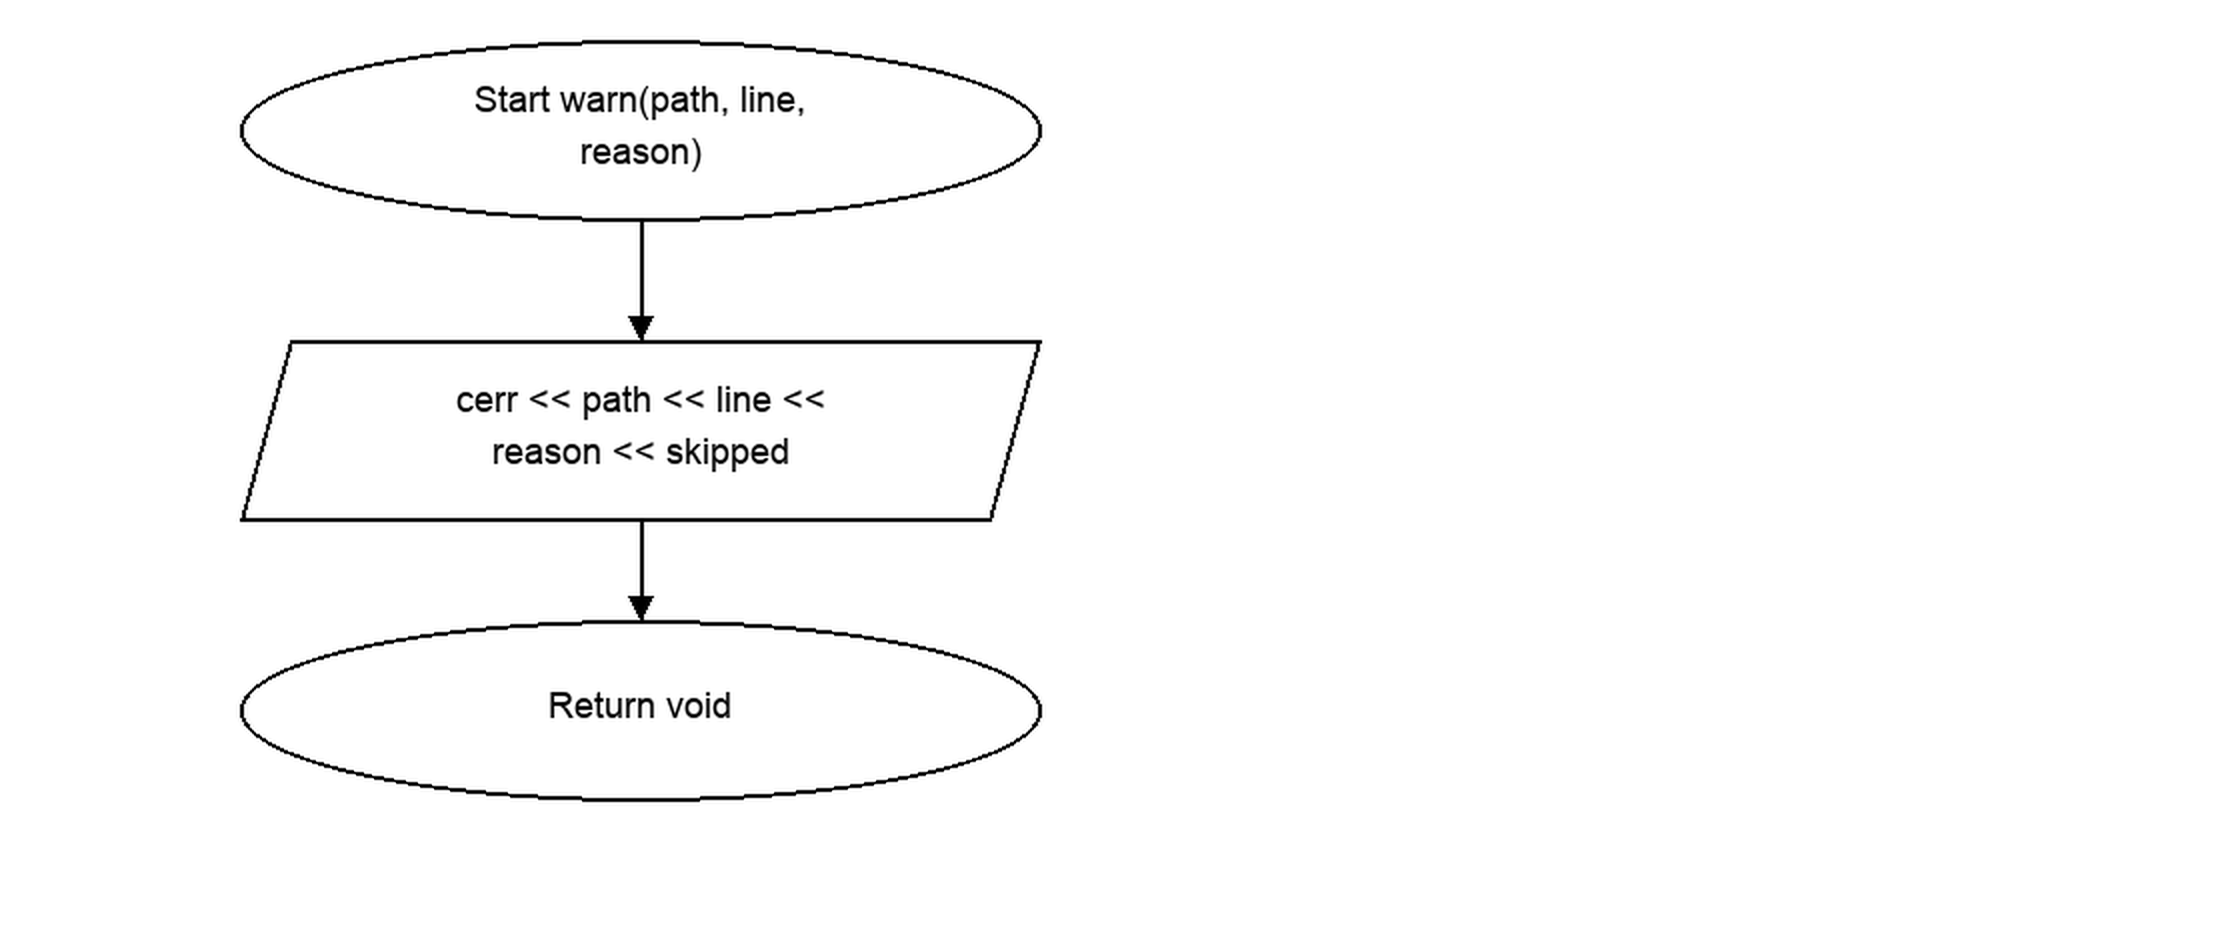 Start warn(path, line,
reason)
cerr << path << line <<
reason << skipped
Return void